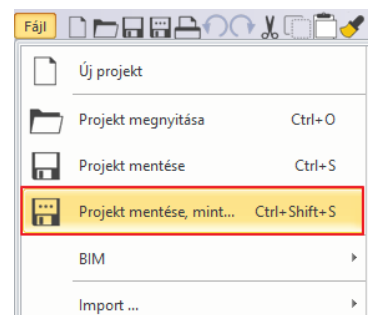 Fájl
Új projekt
Projekt megnyitása Ctrl+O
Projekt mentése Ctrl+S
Projekt mentése, mint... Ctrl+Shift+S
BIM
Import ...